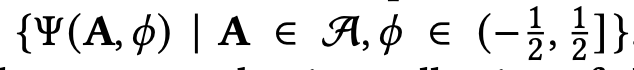 {Ψ(𝐀, ϕ) | 𝐀 ∈ 𝒜, ϕ ∈ (−1/2, 1/2]}.